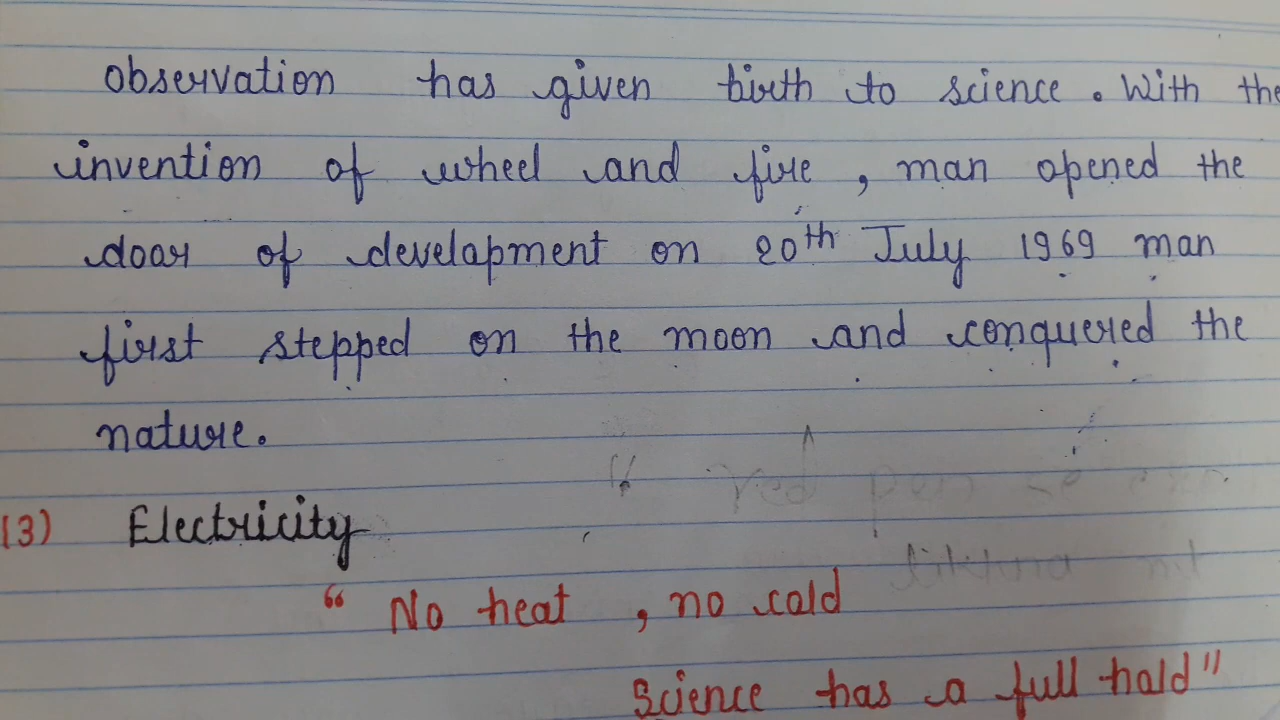 observation has given birth to science. With the
invention of wheel and fire, man opened the
door of development on 20th July 1969 man
first stepped on the moon and conquered the
nature.
(3) Electricity
"No heat, no cold
Science has a full hold"